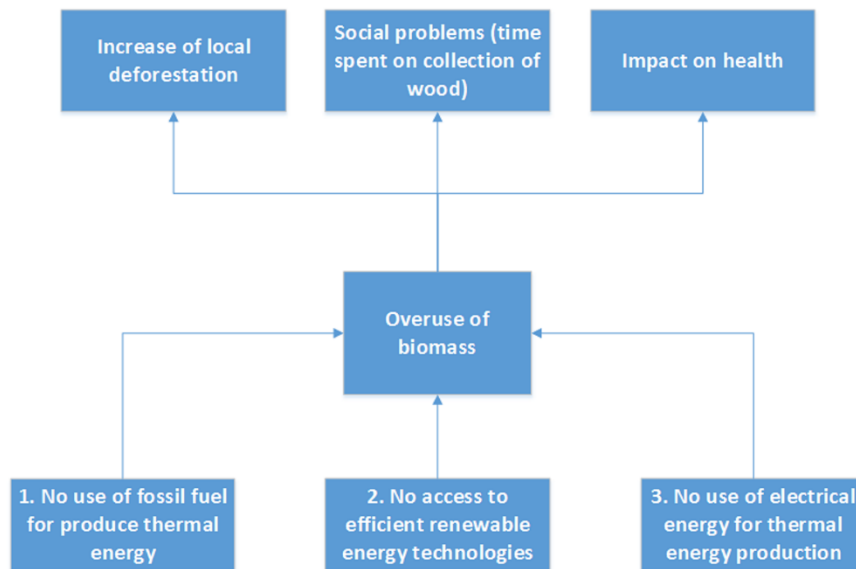 Increase of local
deforestation
Social problems (time
spent on collection of
wood)
Impact on health
Overuse of
biomass
1. No use of fossil fuel
for produce thermal
energy
2. No access to
efficient renewable
energy technologies
3. No use of electrical
energy for thermal
energy production